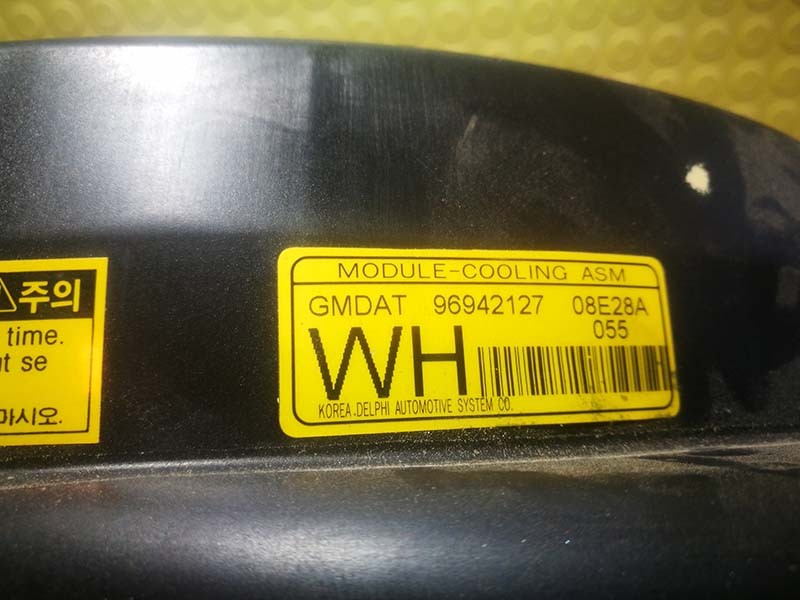 주의
time.
ut se
마시오.
MODULE-COOLING ASM
GMDAT 96942127 08E28A
055
WH
KOREA DELPHI AUTOMOTIVE SYSTEM CO.